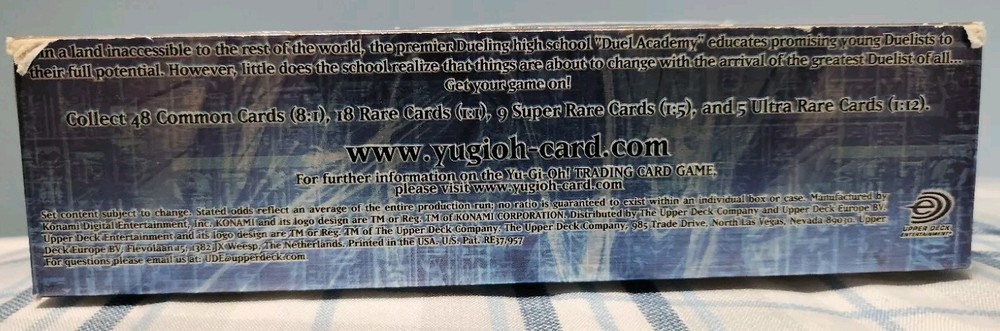 In a land inaccessible to the rest of the world, the premier Dueling high school "Duel Academy" educates promising young Duelists to
their full potential. However, little does the school realize that things are about to change with the arrival of the greatest Duelist of all...
Get your game on!
Collect 48 Common Cards (8:1), 18 Rare Cards (1:1), 9 Super Rare Cards (1:5), and 5 Ultra Rare Cards (1:12).
www.yugioh-card.com
For further information on the Yu-Gi-Oh! TRADING CARD GAME,
please visit www.yugioh-card.com
Set content subject to change. Stated odds reflect an average of the entire production run; no ratio is guaranteed to exist within an individual box or case. Manufactured by
Konami Digital Entertainment, Inc. KONAMI and its logo design are TM or Reg. TM of KONAMI CORPORATION. Distributed by The Upper Deck Company and Upper Deck Europe BV.
Upper Deck Entertainment and its logo design are TM or Reg. TM of The Upper Deck Company. The Upper Deck Company, 985 Trade Drive, North Las Vegas, Nevada 89030. Upper
Deck Europe BV, Flevolaan 15, 1382 JX Weesp, The Netherlands. Printed in the USA. U.S. Pat. RE37,957
For questions please email us at: UDE@upperdeck.com
UPPER DECK
ENTERTAINMENT